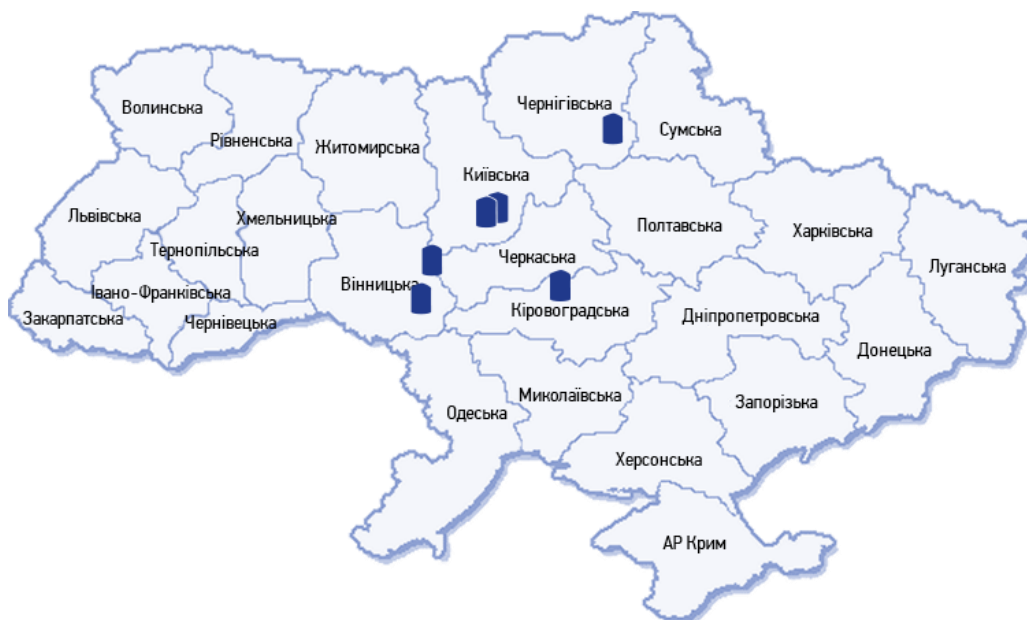 Волинська
Рівненська
Житомирська
Чернігівська
Сумська
Київська
Львівська
Тернопільська
Хмельницька
Вінницька
Черкаська
Полтавська
Харківська
Луганська
Івано-Франківська
Закарпатська
Чернівецька
Кіровоградська
Дніпропетровська
Донецька
Одеська
Миколаївська
Запорізька
Херсонська
АР Крим